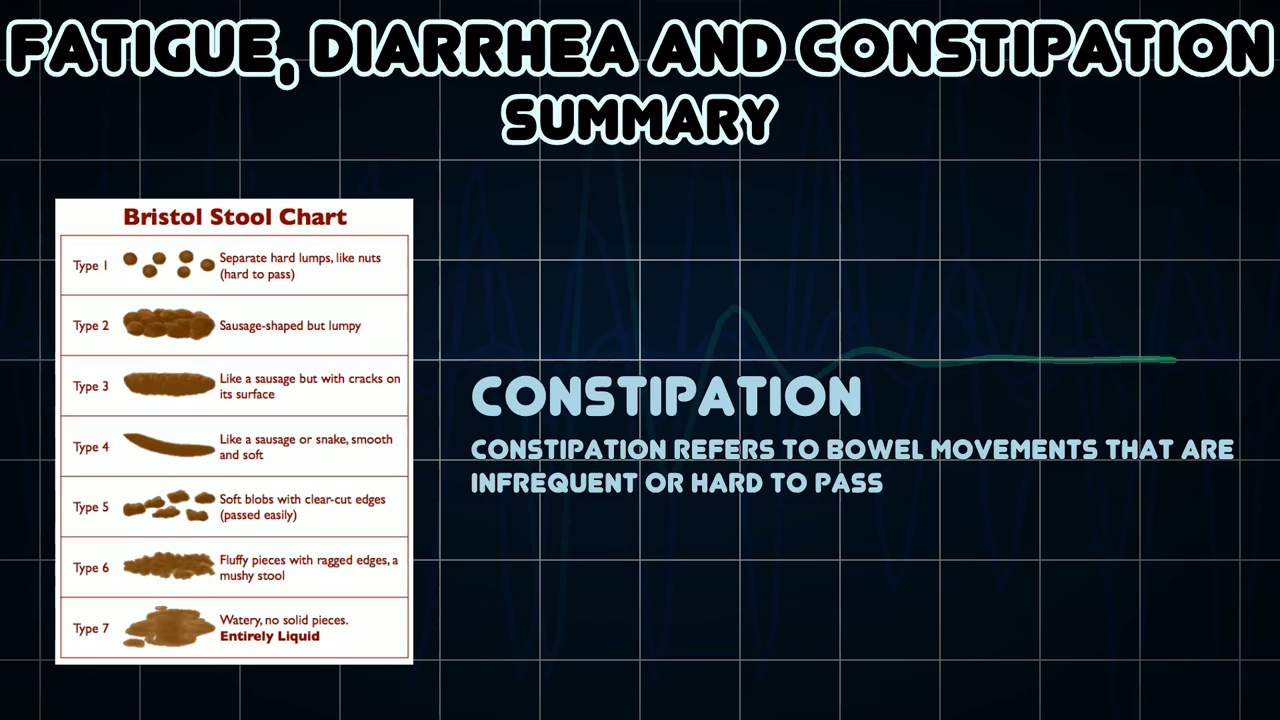 FATIGUE, DIARRHEA AND CONSTIPATION
SUMMARY
Bristol Stool Chart
Type 1
Separate hard lumps, like nuts
(hard to pass)
Type 2
Sausage-shaped but lumpy
Type 3
Like a sausage but with cracks on
its surface
Type 4
Like a sausage or snake, smooth
and soft
Type 5
Soft blobs with clear-cut edges
(passed easily)
Type 6
Fluffy pieces with ragged edges, a
mushy stool
Type 7
Watery, no solid pieces.
Entirely Liquid
CONSTIPATION
CONSTIPATION REFERS TO BOWEL MOVEMENTS THAT ARE
INFREQUENT OR HARD TO PASS